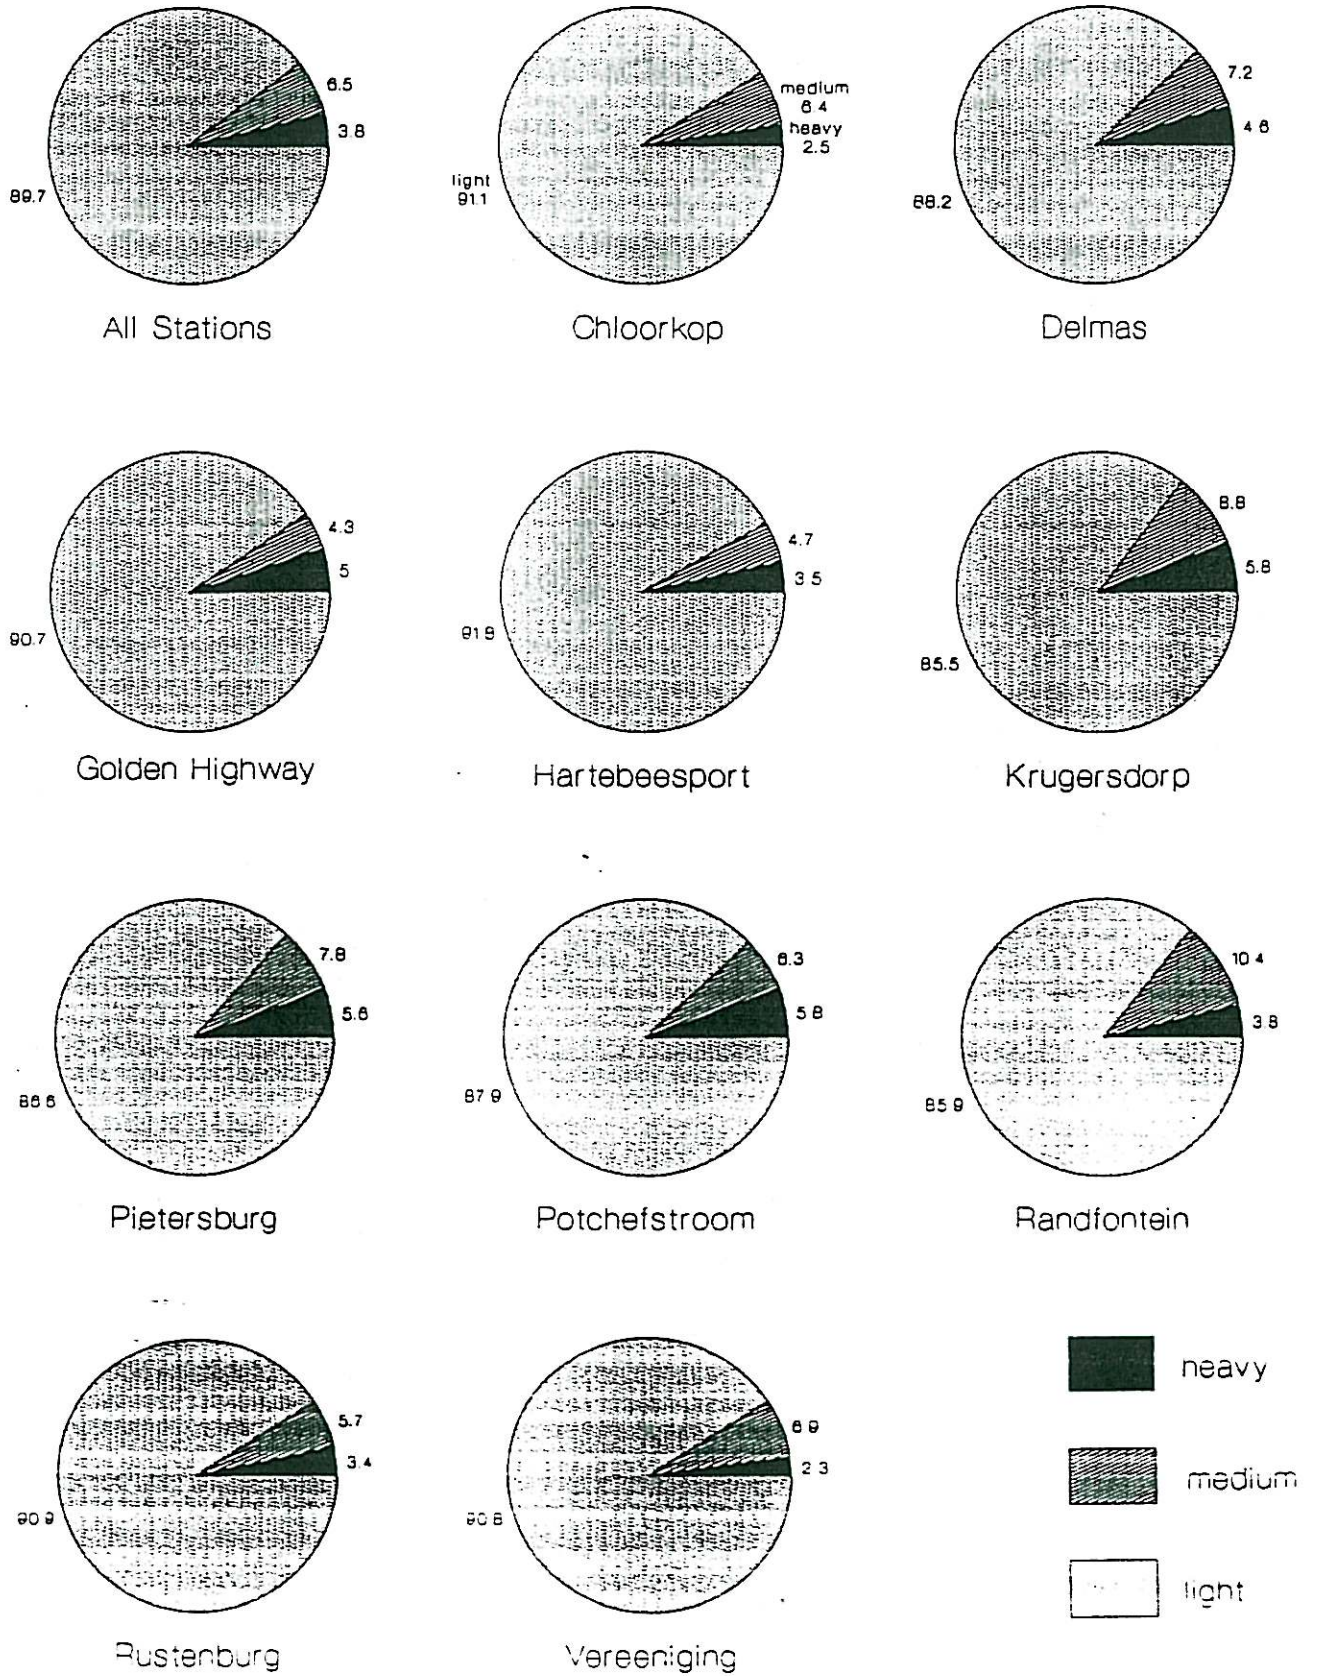 6.5
3.8
89.7
All Stations
medium
6.4
heavy
2.5
light
91.1
Chloorkop
7.2
4.6
88.2
Delmas
4.3
5
90.7
Golden Highway
4.7
3.5
91.9
Hartebeesport
8.8
5.8
85.5
Krugersdorp
7.8
5.6
86.6
Pietersburg
6.3
5.8
87.9
Potchefstroom
10.4
3.8
85.9
Randfontein
5.7
3.4
90.9
Rustenburg
6.9
2.3
90.8
Vereeniging
heavy
medium
light